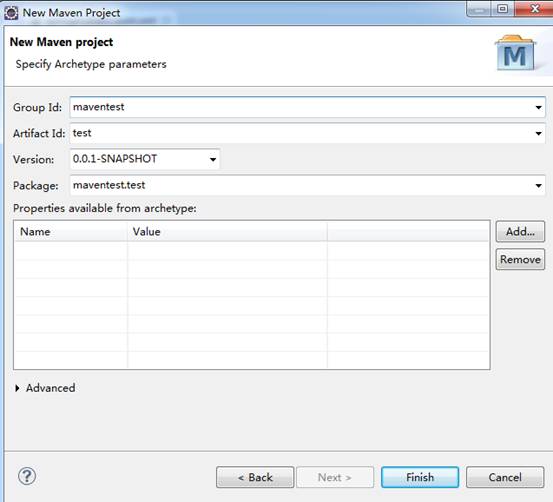 New Maven Project
New Maven project
Specify Archetype parameters
M
Group Id: maventest
Artifact Id: test
Version: 0.0.1-SNAPSHOT
Package: maventest.test
Properties available from archetype:
Name Value
Add...
Remove
Advanced
? < Back Next > Finish Cancel